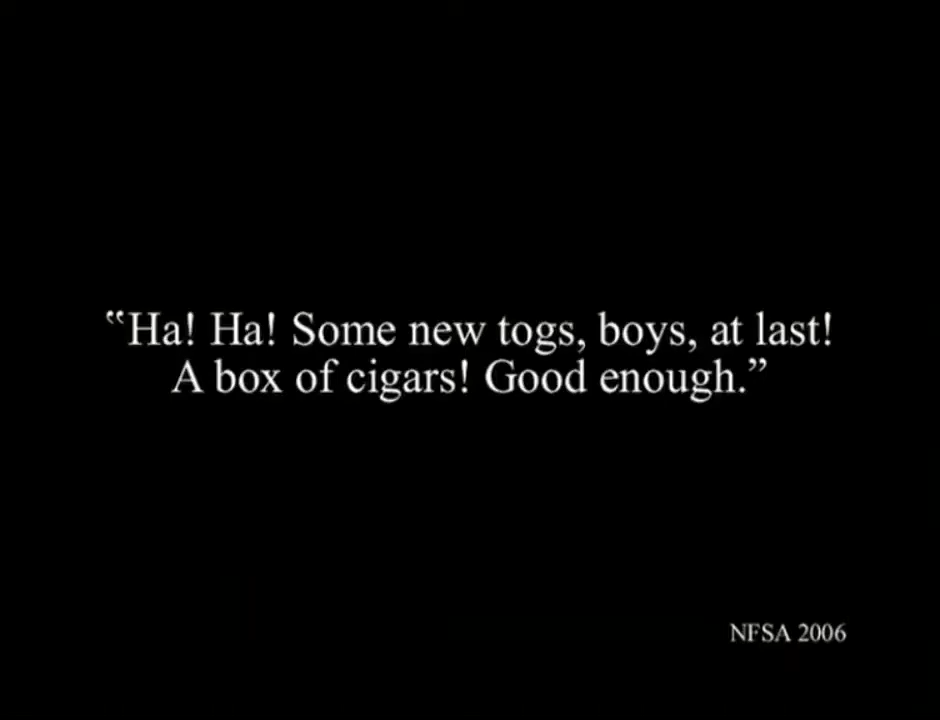 “Ha! Ha! Some new togs, boys, at last!
A box of cigars! Good enough.”
NFSA 2006